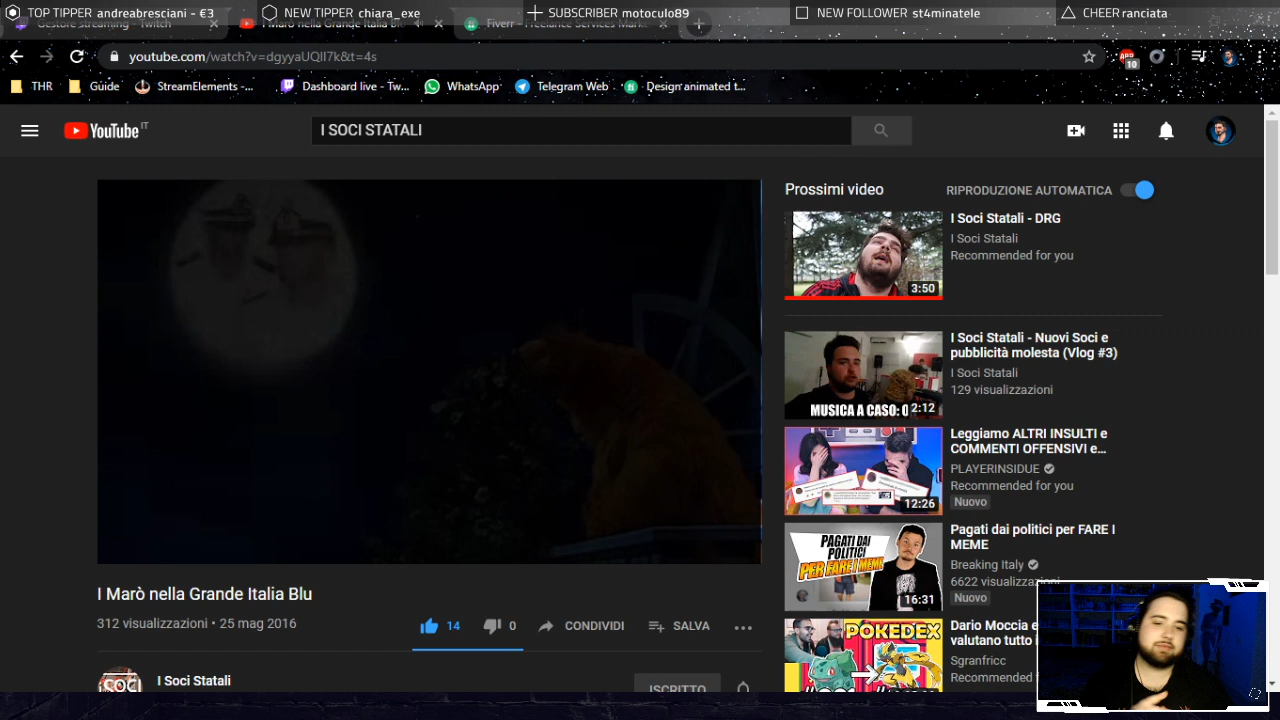 TOP TIPPER andreabresciani - €3
NEW TIPPER chiara_exe
SUBSCRIBER motoculo89
NEW FOLLOWER st4minatele
CHEER ranciata
Gestore streaming - Twitch
I Marò nella Grande Italia Blu
Fiverr - Freelance Services Mark
youtube.com/watch?v=dgyyaUQIl7k&t=4s
10
THR
Guide
StreamElements -...
Dashboard live - Tw...
WhatsApp
Telegram Web
Design animated t...
YouTube IT
I SOCI STATALI
Prossimi video
RIPRODUZIONE AUTOMATICA
I Soci Statali - DRG
I Soci Statali
Recommended for you
3:50
I Soci Statali - Nuovi Soci e
pubblicità molesta (Vlog #3)
I Soci Statali
129 visualizzazioni
MUSICA A CASO:
2:12
Leggiamo ALTRI INSULTI e
COMMENTI OFFENSIVI e...
PLAYERINSIDUE
Recommended for you
Nuovo
12:26
Pagati dai politici per FARE I
MEME
Breaking Italy
6622 visualizzazioni
Nuovo
PAGATI DAI
POLITICI
PER FARE I MEME
16:31
Dario Moccia e
valutano tutto i
Sgranfricc
Recommended
POKEDEX
I Marò nella Grande Italia Blu
312 visualizzazioni • 25 mag 2016
14
0
CONDIVIDI
SALVA
I Soci Statali
SOCI
ISCRITTO